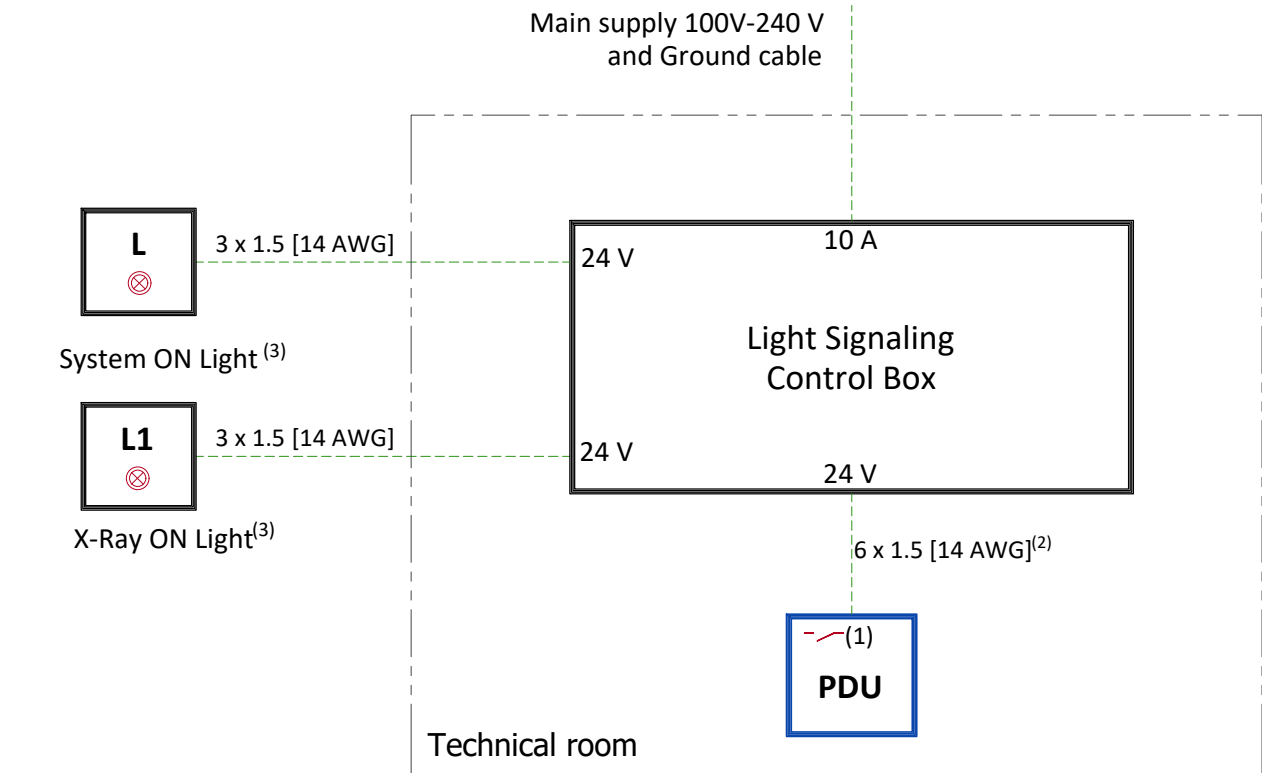 Main supply 100V-240 V
and Ground cable
10 A
L
3 x 1.5 [14 AWG]
24 V
System ON Light (3)
Light Signaling
Control Box
L1
3 x 1.5 [14 AWG]
24 V
X-Ray ON Light(3)
24 V
6 x 1.5 [14 AWG](2)
(1)
PDU
Technical room